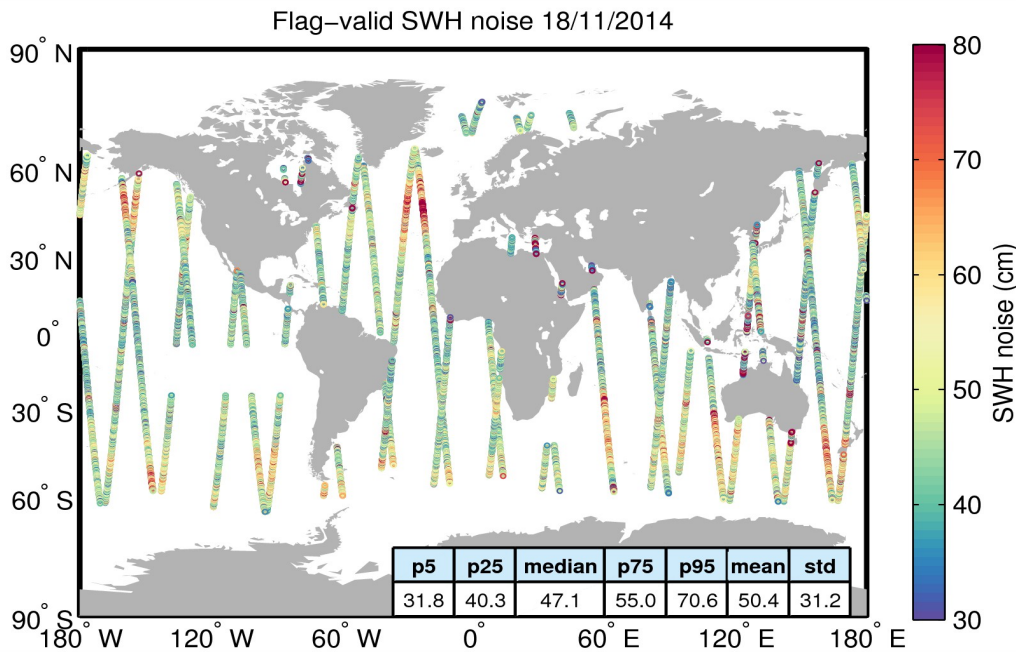 Flag−valid SWH noise 18/11/2014
90° N
60° N
30° N
0°
30° S
60° S
90° S
180° W
120° W
60° W
0°
60° E
120° E
180° E
80
70
60
50
40
30
SWH noise (cm)
p5 p25 median p75 p95 mean std
31.8 40.3 47.1 55.0 70.6 50.4 31.2